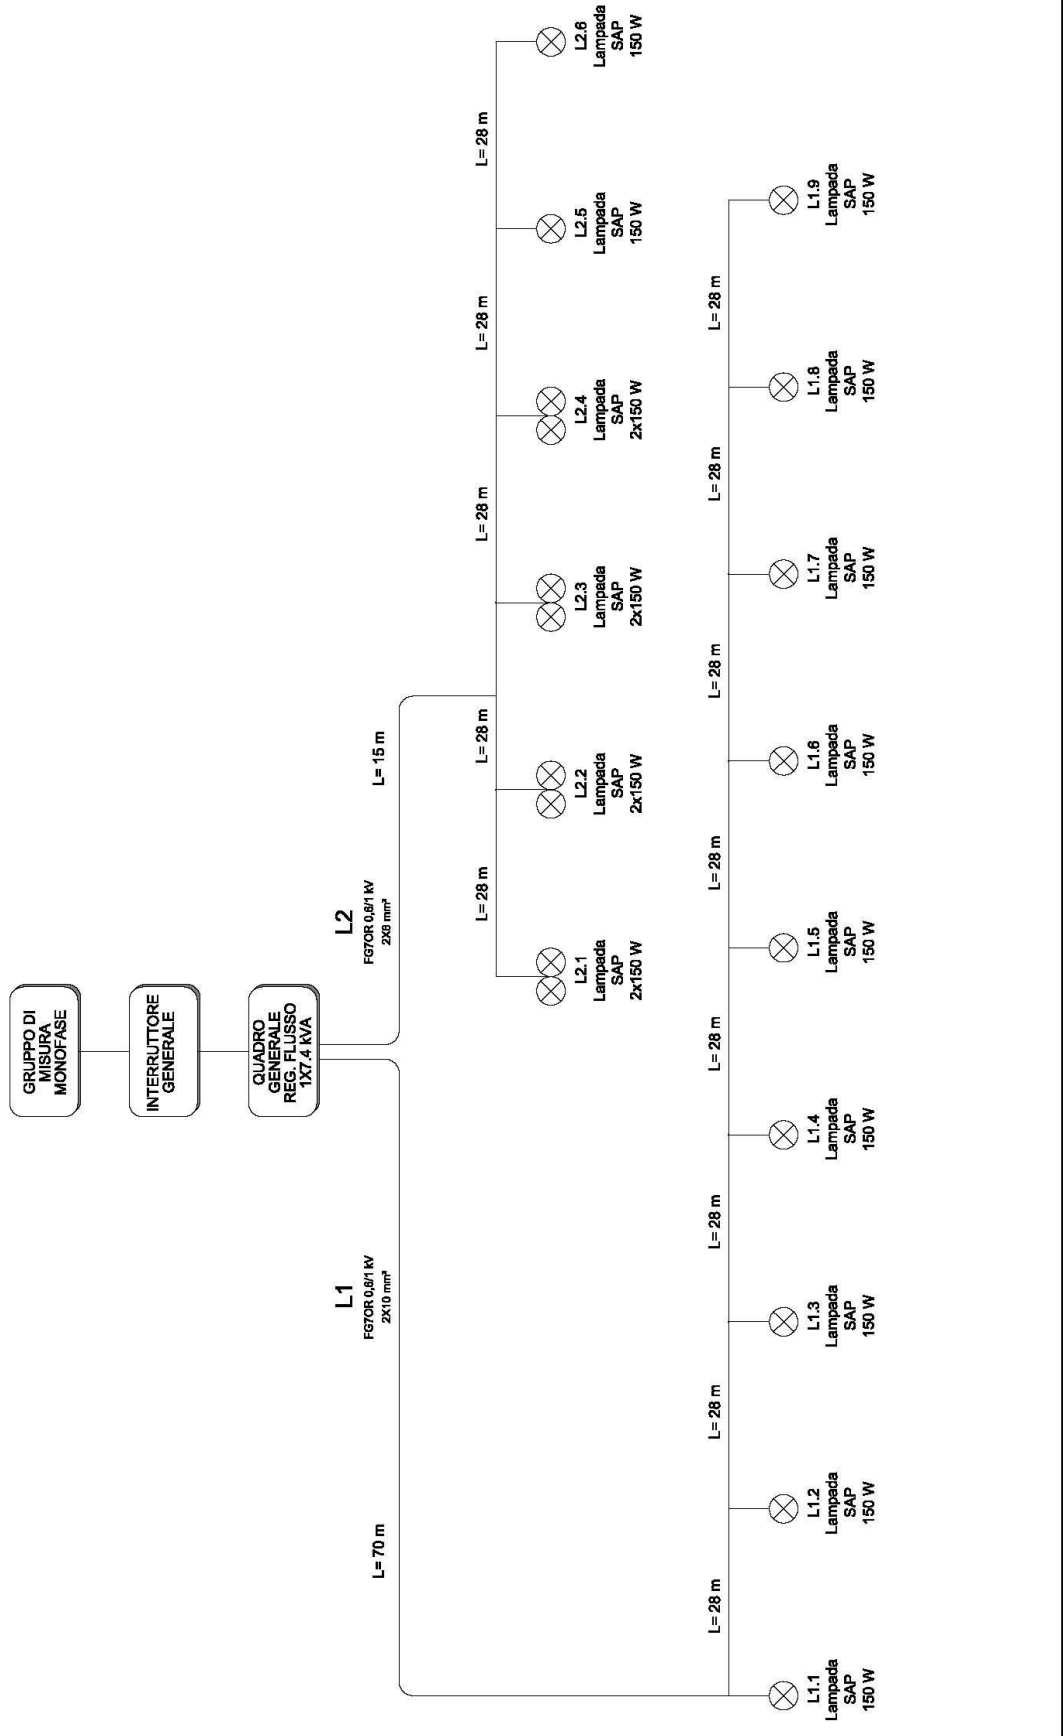 GRUPPO DI
MISURA
MONOFASE
INTERRUTTORE
GENERALE
QUADRO
GENERALE
REG. FLUSSO
1X7.4 kVA
L1
FG7OR 0,6/1 kV
2X10 mm²
L= 70 m
L2
FG7OR 0,6/1 kV
2X6 mm²
L= 15 m
L= 28 m
L= 28 m
L= 28 m
L= 28 m
L= 28 m
L2.1
Lampada
SAP
2x150 W
L2.2
Lampada
SAP
2x150 W
L2.3
Lampada
SAP
2x150 W
L2.4
Lampada
SAP
2x150 W
L2.5
Lampada
SAP
150 W
L2.6
Lampada
SAP
150 W
L= 28 m
L= 28 m
L= 28 m
L= 28 m
L= 28 m
L= 28 m
L= 28 m
L= 28 m
L1.1
Lampada
SAP
150 W
L1.2
Lampada
SAP
150 W
L1.3
Lampada
SAP
150 W
L1.4
Lampada
SAP
150 W
L1.5
Lampada
SAP
150 W
L1.6
Lampada
SAP
150 W
L1.7
Lampada
SAP
150 W
L1.8
Lampada
SAP
150 W
L1.9
Lampada
SAP
150 W